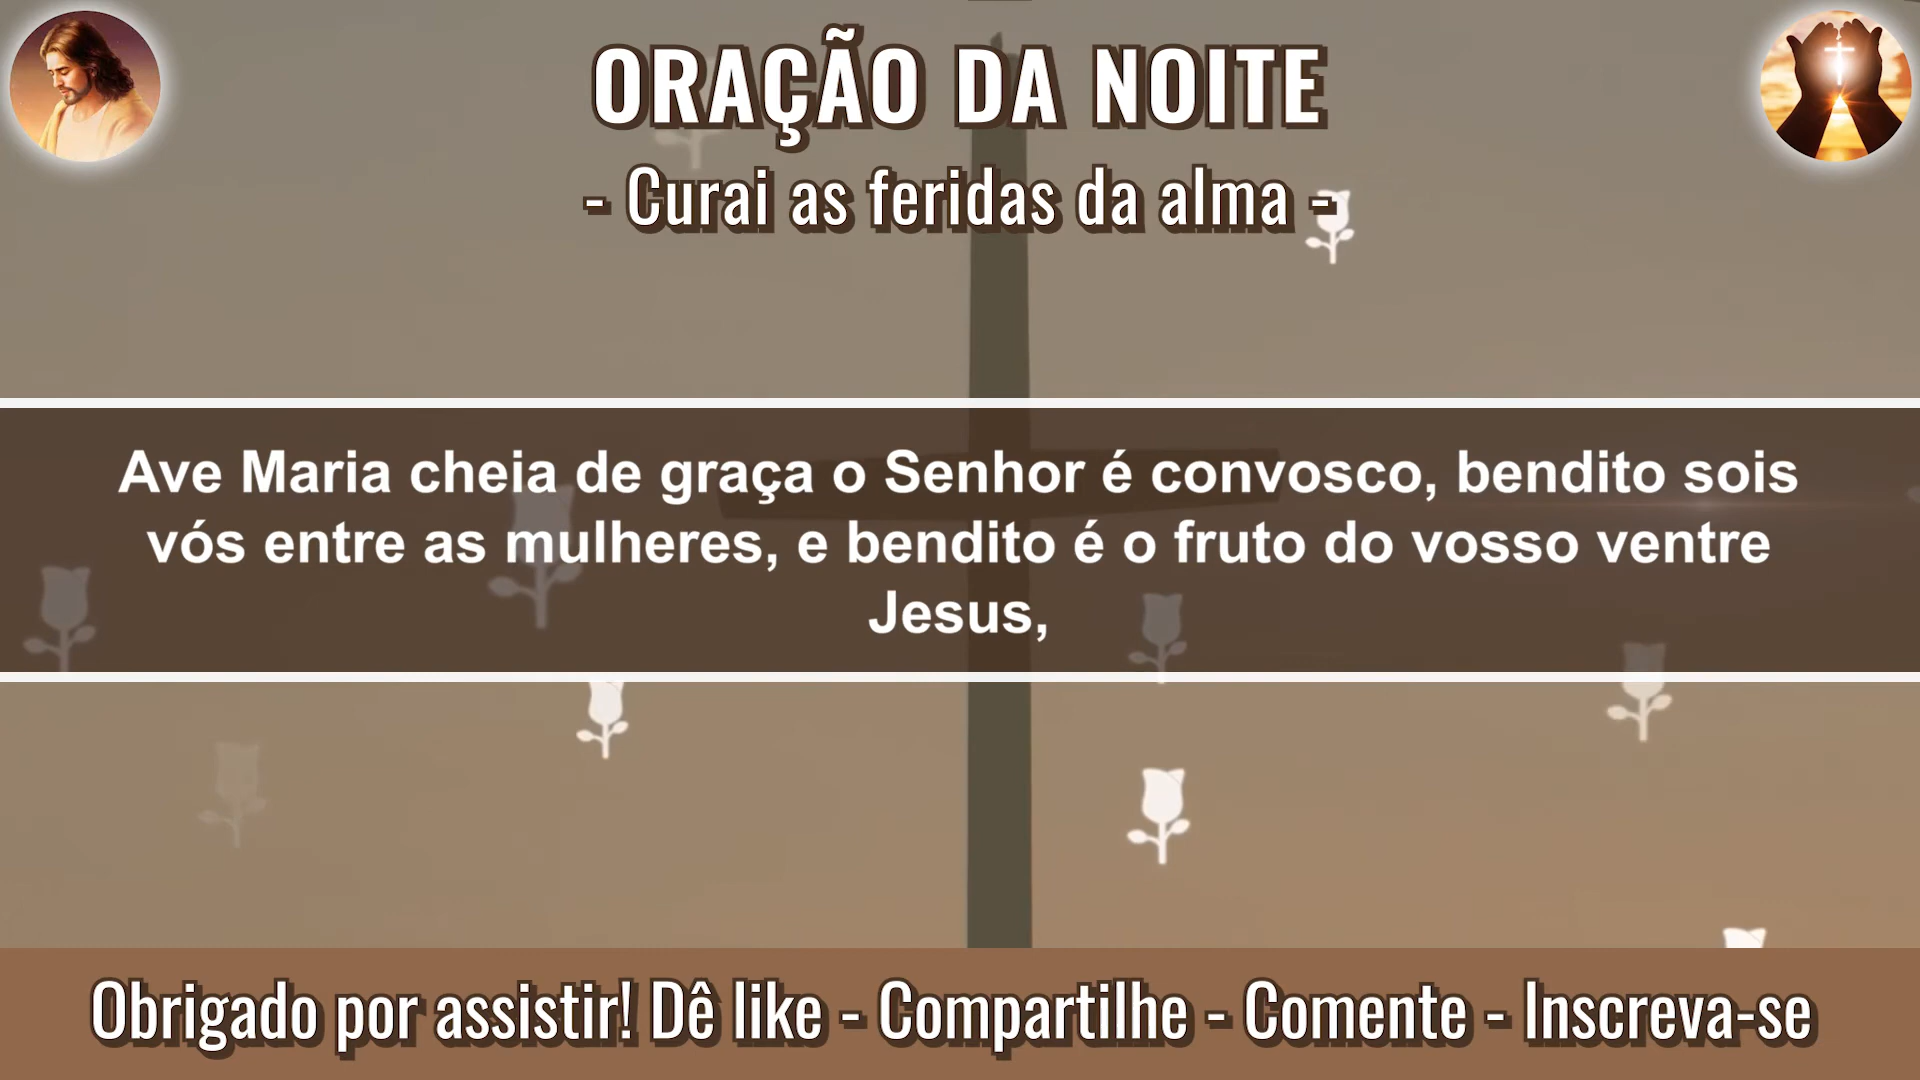 ORAÇÃO DA NOITE
- Curai as feridas da alma -
Ave Maria cheia de graça o Senhor é convosco, bendito sois
vós entre as mulheres, e bendito é o fruto do vosso ventre
Jesus,
Obrigado por assistir! Dê like - Compartilhe - Comente - Inscreva-se